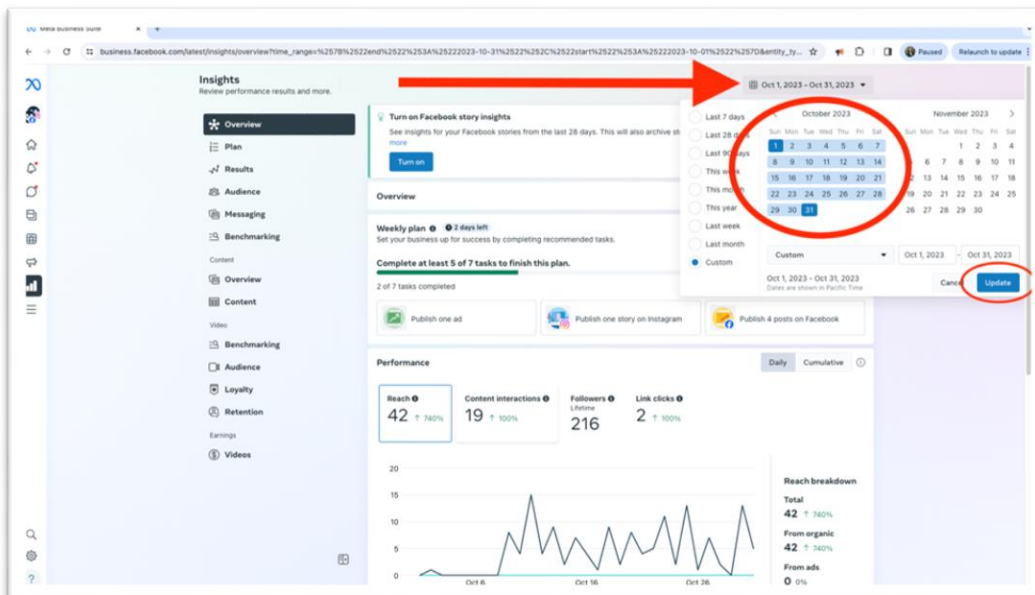 Meta Business Suite
business.facebook.com/latest/insights/overview?time_range=%257B%2522end%2522%253A%25222023-10-31%2522%252C%2522start%2522%253A%25222023-10-01%2522%257D&entity_ty...
Paused
Relaunch to update
Insights
Review performance results and more.
Overview
Plan
Results
Audience
Messaging
Benchmarking
Content
Overview
Content
Video
Benchmarking
Audience
Loyalty
Retention
Earnings
Videos
Turn on Facebook story insights
See insights for your Facebook stories from the last 28 days. This will also archive st
more
Turn on
Overview
Weekly plan 2 days left
Set your business up for success by completing recommended tasks.
Complete at least 5 of 7 tasks to finish this plan.
2 of 7 tasks completed
Publish one ad
Publish one story on Instagram
Publish 4 posts on Facebook
Oct 1, 2023 - Oct 31, 2023
Last 7 days
Last 28 days
Last 90 days
This week
This month
This year
Last week
Last month
Custom
October 2023
Sun Mon Tue Wed Thu Fri Sat
1 2 3 4 5 6 7
8 9 10 11 12 13 14
15 16 17 18 19 20 21
22 23 24 25 26 27 28
29 30 31
November 2023
Sun Mon Tue Wed Thu Fri Sat
1 2 3 4
6 7 8 9 10 11
13 14 15 16 17 18
19 20 21 22 23 24 25
26 27 28 29 30
Custom
Oct 1, 2023 - Oct 31, 2023
Oct 1, 2023 - Oct 31, 2023
Dates are shown in Pacific Time
Cance
Update
Performance
Daily Cumulative
Reach
42 ↑ 740%
Content interactions
19 ↑ 100%
Followers
Lifetime
216
Link clicks
2 ↑ 100%
20
15
10
5
0
Oct 6 Oct 16 Oct 26
Reach breakdown
Total
42 ↑ 740%
From organic
42 ↑ 740%
From ads
0 0%